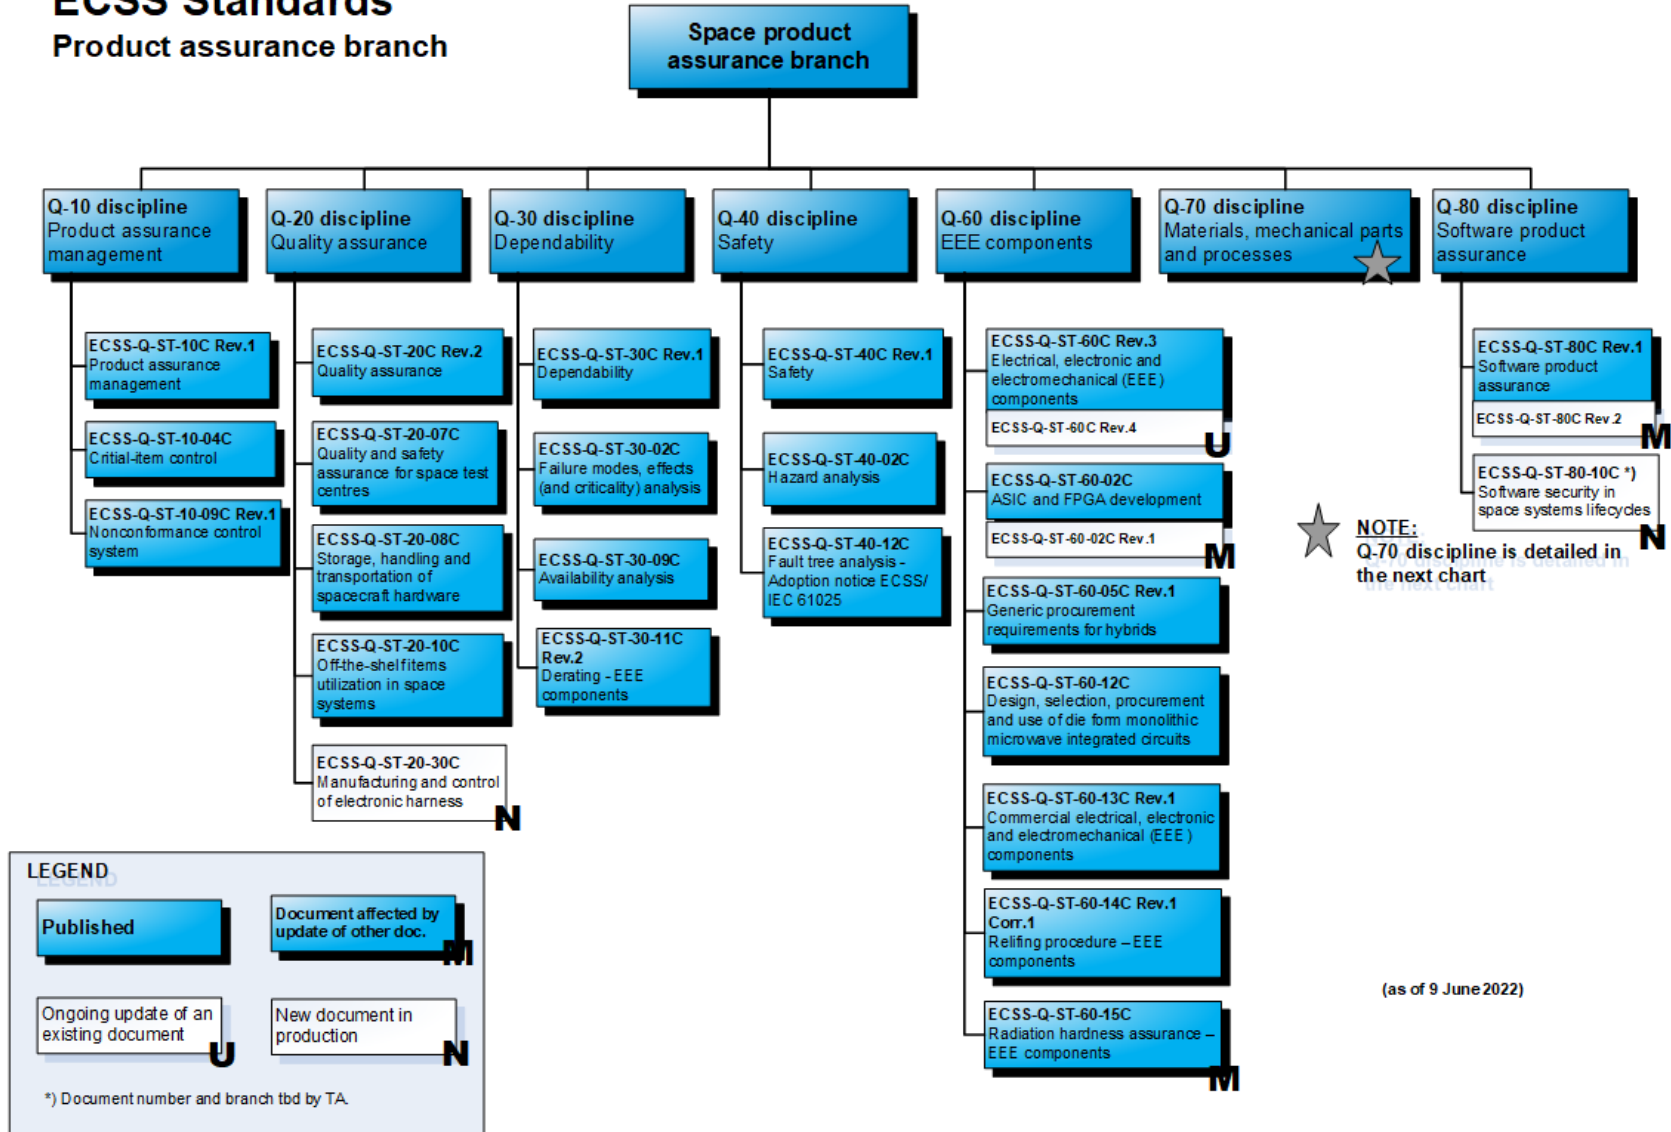 ECSS Standards
Product assurance branch
Space product
assurance branch
Q-10 discipline
Product assurance
management
Q-20 discipline
Quality assurance
Q-30 discipline
Dependability
Q-40 discipline
Safety
Q-60 discipline
EEE components
Q-70 discipline
Materials, mechanical parts
and processes
Q-80 discipline
Software product
assurance
ECSS-Q-ST-10C Rev.1
Product assurance
management
ECSS-Q-ST-10-04C
Critial-item control
ECSS-Q-ST-10-09C Rev.1
Nonconformance control
system
ECSS-Q-ST-20C Rev.2
Quality assurance
ECSS-Q-ST-20-07C
Quality and safety
assurance for space test
centres
ECSS-Q-ST-20-08C
Storage, handling and
transportation of
spacecraft hardware
ECSS-Q-ST-20-10C
Off-the-shelf items
utilization in space
systems
ECSS-Q-ST-20-30C
Manufacturing and control
of electronic harness
N
ECSS-Q-ST-30C Rev.1
Dependability
ECSS-Q-ST-30-02C
Failure modes, effects
(and criticality) analysis
ECSS-Q-ST-30-09C
Availability analysis
ECSS-Q-ST-30-11C
Rev.2
Derating - EEE
components
ECSS-Q-ST-40C Rev.1
Safety
ECSS-Q-ST-40-02C
Hazard analysis
ECSS-Q-ST-40-12C
Fault tree analysis -
Adoption notice ECSS/
IEC 61025
ECSS-Q-ST-60C Rev.3
Electrical, electronic and
electromechanical (EEE)
components
ECSS-Q-ST-60C Rev.4
U
ECSS-Q-ST-60-02C
ASIC and FPGA development
ECSS-Q-ST-60-02C Rev.1
M
ECSS-Q-ST-60-05C Rev.1
Generic procurement
requirements for hybrids
ECSS-Q-ST-60-12C
Design, selection, procurement
and use of die form monolithic
microwave integrated circuits
ECSS-Q-ST-60-13C Rev.1
Commercial electrical, electronic
and electromechanical (EEE)
components
ECSS-Q-ST-60-14C Rev.1
Corr.1
Relifing procedure – EEE
components
ECSS-Q-ST-60-15C
Radiation hardness assurance –
EEE components
M
ECSS-Q-ST-80C Rev.1
Software product
assurance
ECSS-Q-ST-80C Rev.2
M
ECSS-Q-ST-80-10C *)
Software security in
space systems lifecycles
N
NOTE:
Q-70 discipline is detailed in
the next chart
(as of 9 June 2022)
LEGEND
Published
Document affected by
update of other doc.
M
Ongoing update of an
existing document
U
New document in
production
N
*) Document number and branch tbd by TA.